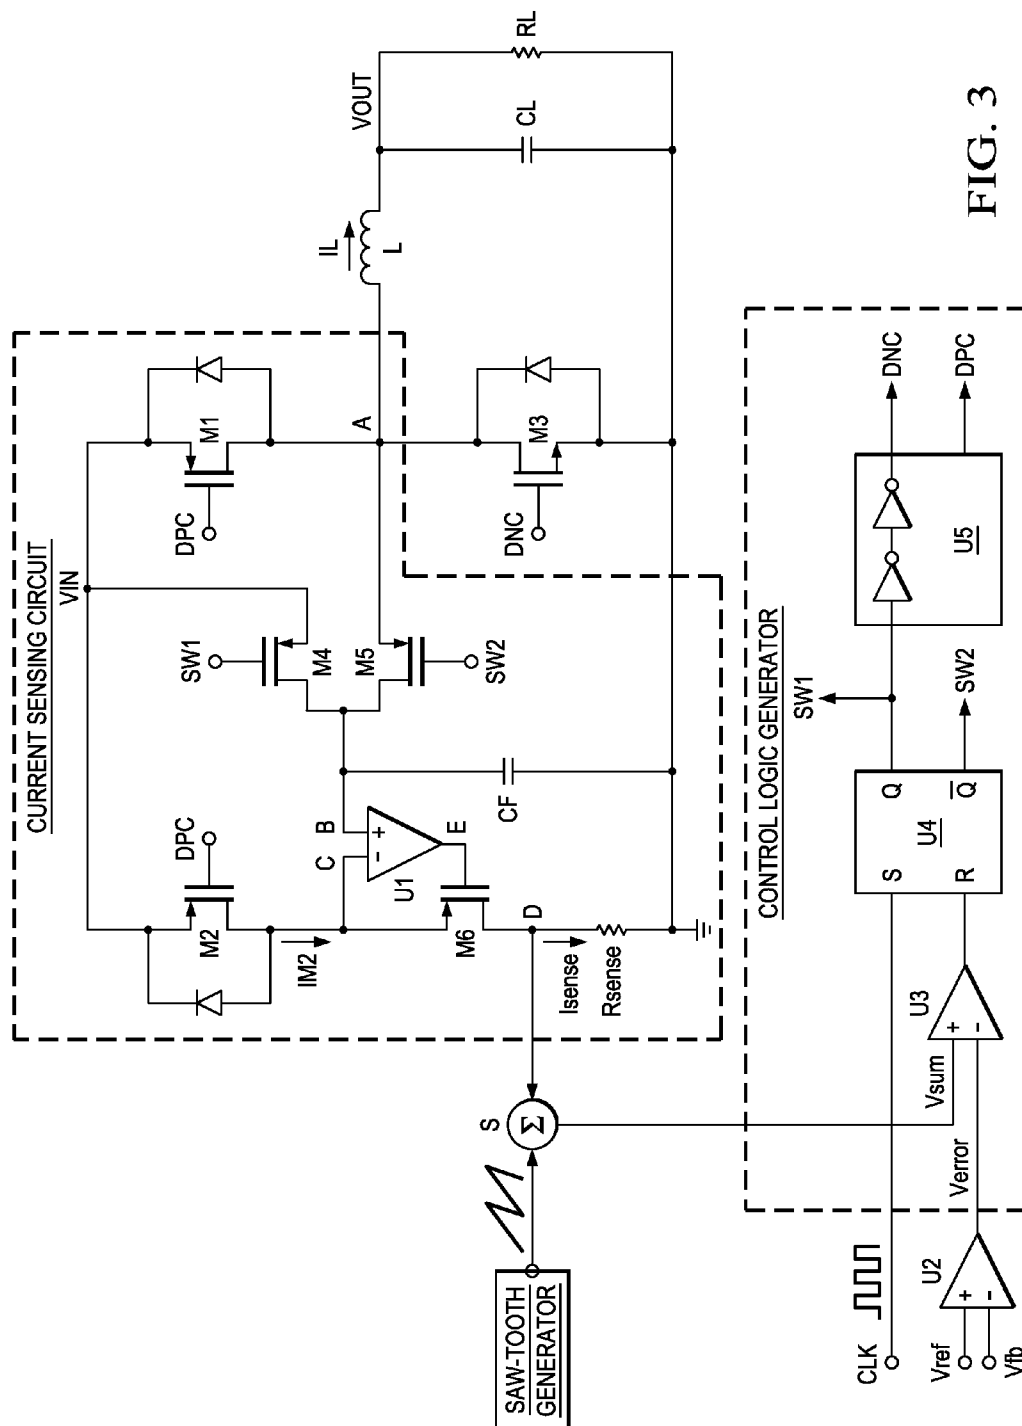 CURRENT SENSING CIRCUIT
VIN
DPC
M1
DPC
M2
SW1
M4
M5
SW2
A
IL
L
VOUT
CL
RL
DNC
M3
B
C
+
-
U1
E
CF
IM2
M6
D
Isense
Rsense
S
Σ
SAW-TOOTH
GENERATOR
CONTROL LOGIC GENERATOR
CLK
Vref
Vfb
+
-
U2
Verror
Vsum
+
-
U3
S
R
Q
Q
U4
SW1
SW2
U5
DNC
DPC
FIG. 3